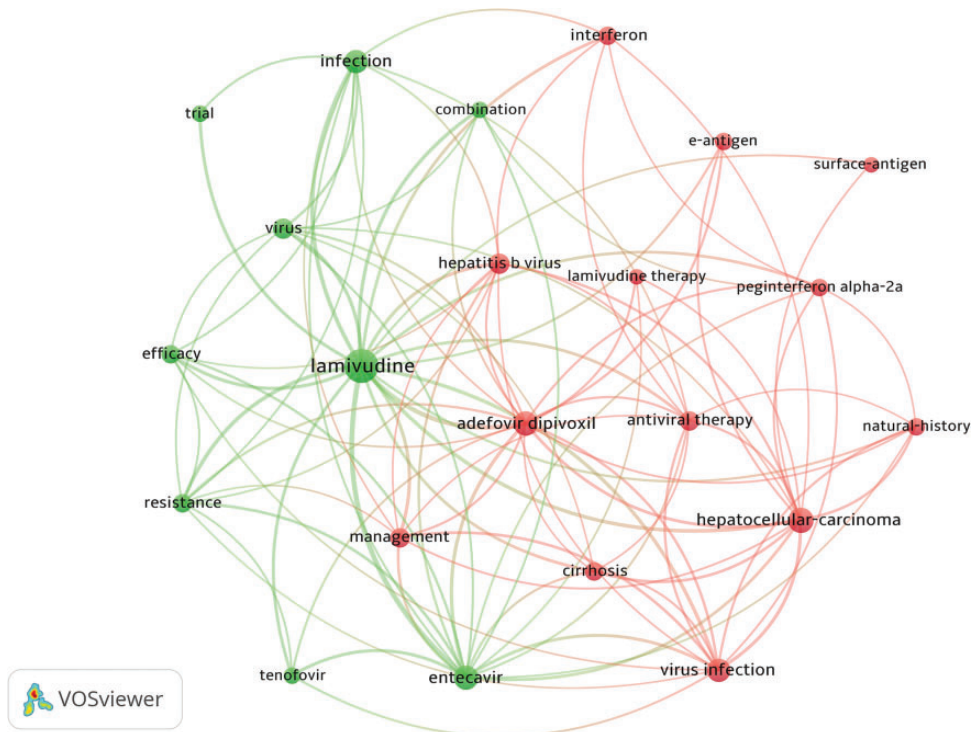 interferon
infection
trial
combination
e-antigen
surface-antigen
virus
hepatitis b virus
lamivudine therapy
peginterferon alpha-2a
efficacy
lamivudine
adefovir dipivoxil
antiviral therapy
natural-history
resistance
management
hepatocellular-carcinoma
cirrhosis
tenofovir
entecavir
virus infection
VOSviewer